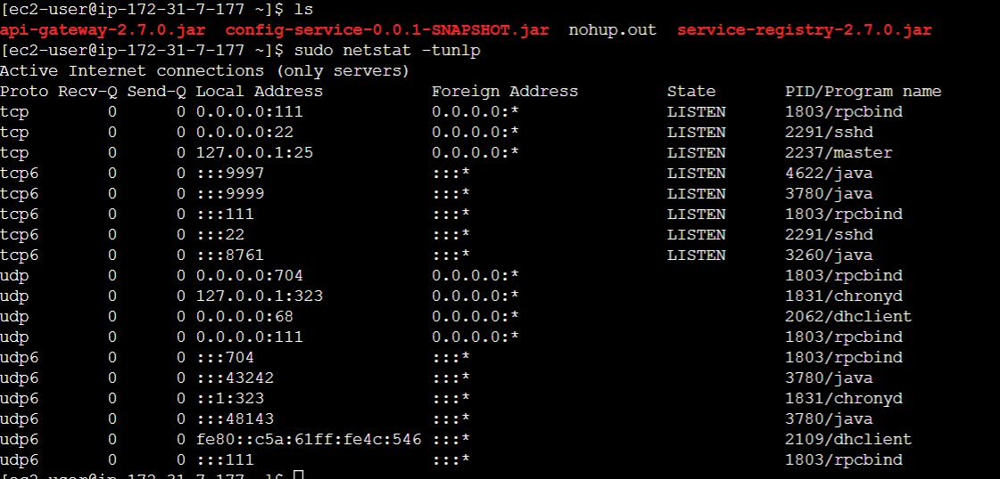 [ec2-user@ip-172-31-7-177 ~]$ ls
api-gateway-2.7.0.jar  config-service-0.0.1-SNAPSHOT.jar  nohup.out  service-registry-2.7.0.jar
[ec2-user@ip-172-31-7-177 ~]$ sudo netstat -tunlp
Active Internet connections (only servers)
Proto Recv-Q Send-Q Local Address           Foreign Address         State       PID/Program name
tcp        0      0 0.0.0.0:111             0.0.0.0:*               LISTEN      1803/rpcbind
tcp        0      0 0.0.0.0:22              0.0.0.0:*               LISTEN      2291/sshd
tcp        0      0 127.0.0.1:25            0.0.0.0:*               LISTEN      2237/master
tcp6       0      0 :::9997                 :::*                    LISTEN      4622/java
tcp6       0      0 :::9999                 :::*                    LISTEN      3780/java
tcp6       0      0 :::111                  :::*                    LISTEN      1803/rpcbind
tcp6       0      0 :::22                   :::*                    LISTEN      2291/sshd
tcp6       0      0 :::8761                 :::*                    LISTEN      3260/java
udp        0      0 0.0.0.0:704             0.0.0.0:*                           1803/rpcbind
udp        0      0 127.0.0.1:323           0.0.0.0:*                           1831/chronyd
udp        0      0 0.0.0.0:68              0.0.0.0:*                           2062/dhclient
udp        0      0 0.0.0.0:111             0.0.0.0:*                           1803/rpcbind
udp6       0      0 :::704                  :::*                                1803/rpcbind
udp6       0      0 :::43242                :::*                                3780/java
udp6       0      0 ::1:323                 :::*                                1831/chronyd
udp6       0      0 :::48143                :::*                                3780/java
udp6       0      0 fe80::c5a:61ff:fe4c:546 :::*                                2109/dhclient
udp6       0      0 :::111                  :::*                                1803/rpcbind
[ec2-user@ip-172-31-7-177 ~]$